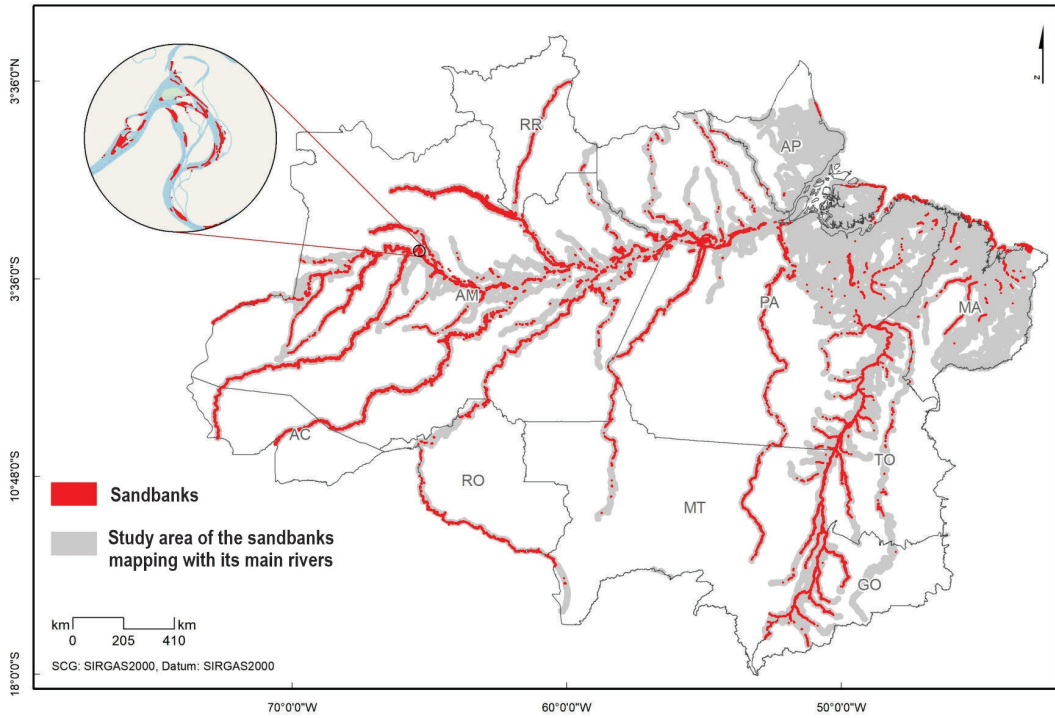 3°36'0"N
3°36'0"S
10°48'0"S
18°0'0"S
N
RR
AP
AM
PA
MA
AC
RO
MT
TO
GO
Sandbanks
Study area of the sandbanks
mapping with its main rivers
km km
0 205 410
SCG: SIRGAS2000, Datum: SIRGAS2000
70°0'0"W 60°0'0"W 50°0'0"W